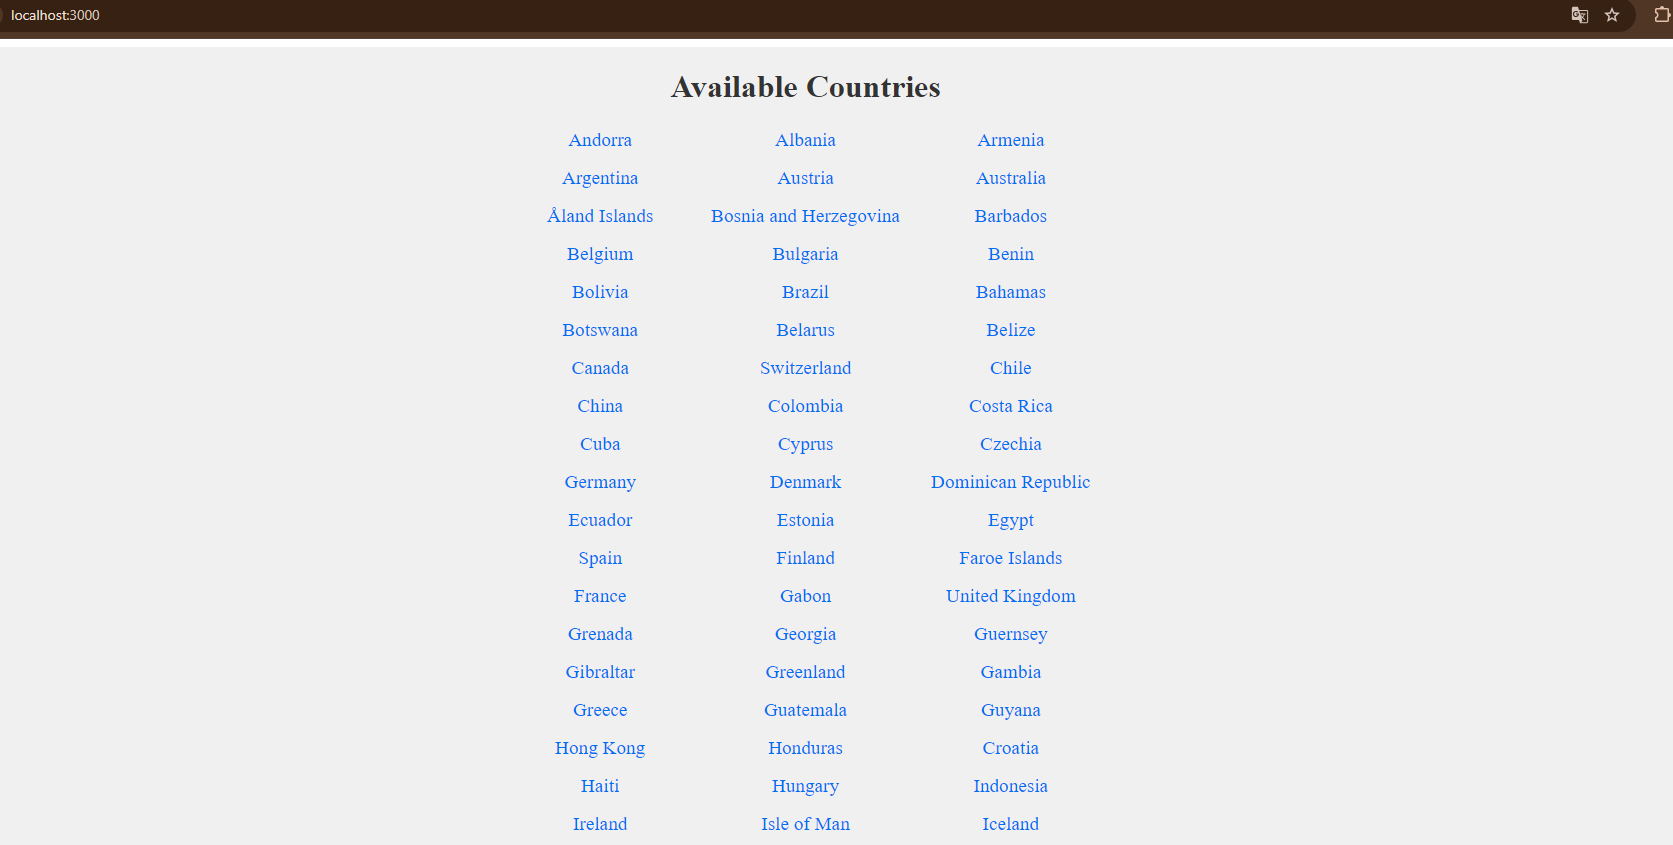 localhost:3000
Available Countries
Andorra Albania Armenia
Argentina Austria Australia
Åland Islands Bosnia and Herzegovina Barbados
Belgium Bulgaria Benin
Bolivia Brazil Bahamas
Botswana Belarus Belize
Canada Switzerland Chile
China Colombia Costa Rica
Cuba Cyprus Czechia
Germany Denmark Dominican Republic
Ecuador Estonia Egypt
Spain Finland Faroe Islands
France Gabon United Kingdom
Grenada Georgia Guernsey
Gibraltar Greenland Gambia
Greece Guatemala Guyana
Hong Kong Honduras Croatia
Haiti Hungary Indonesia
Ireland Isle of Man Iceland